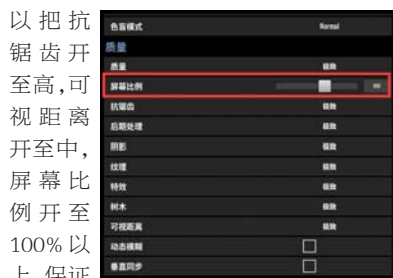 以把抗
锯齿开
至高,可
视距离
开至中,
屏幕比
例开至
100%以
上,保证
色盲模式 Normal
质量
质量 极致
屏幕比例
抗锯齿 极致
后期处理 极致
阴影 极致
纹理 极致
特效 极致
树木 极致
可视距离 极致
动态模糊
垂直同步